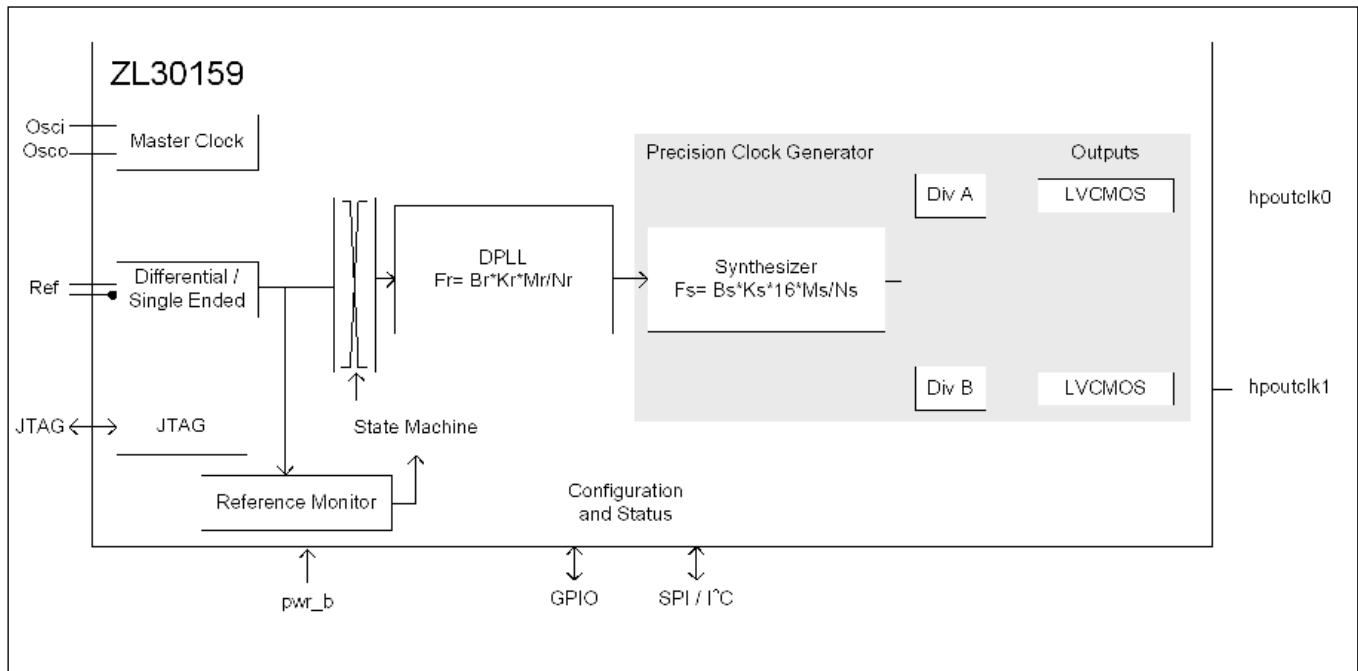 ZL30159
Osci
Osco
Master Clock
Precision Clock Generator
Outputs
Div A
LVCMOS
hpoutclk0
Ref
Differential /
Single Ended
DPLL
Fr= Br*Kr*Mr/Nr
Synthesizer
Fs= Bs*Ks*16*Ms/Ns
Div B
LVCMOS
hpoutclk1
JTAG
JTAG
State Machine
Reference Monitor
Configuration
and Status
pwr_b
GPIO
SPI / I^C